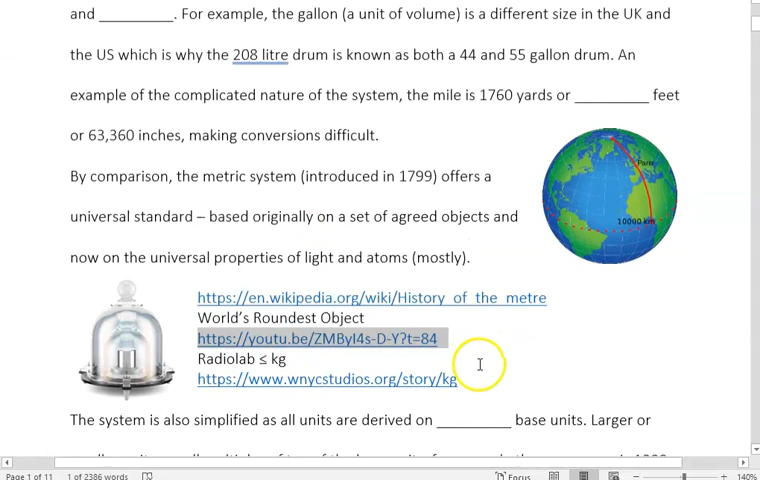 and __________. For example, the gallon (a unit of volume) is a different size in the UK and
the US which is why the 208 litre drum is known as both a 44 and 55 gallon drum. An
example of the complicated nature of the system, the mile is 1760 yards or __________ feet
or 63,360 inches, making conversions difficult.
By comparison, the metric system (introduced in 1799) offers a
universal standard – based originally on a set of agreed objects and
now on the universal properties of light and atoms (mostly).
Paris
10000 km
https://en.wikipedia.org/wiki/History_of_the_metre
World's Roundest Object
https://youtu.be/ZMByI4s-D-Y?t=84
Radiolab ≤ kg
https://www.wnycstudios.org/story/kg
The system is also simplified as all units are derived on __________ base units. Larger or
Page 1 of 11 1 of 2386 words Focus 140%